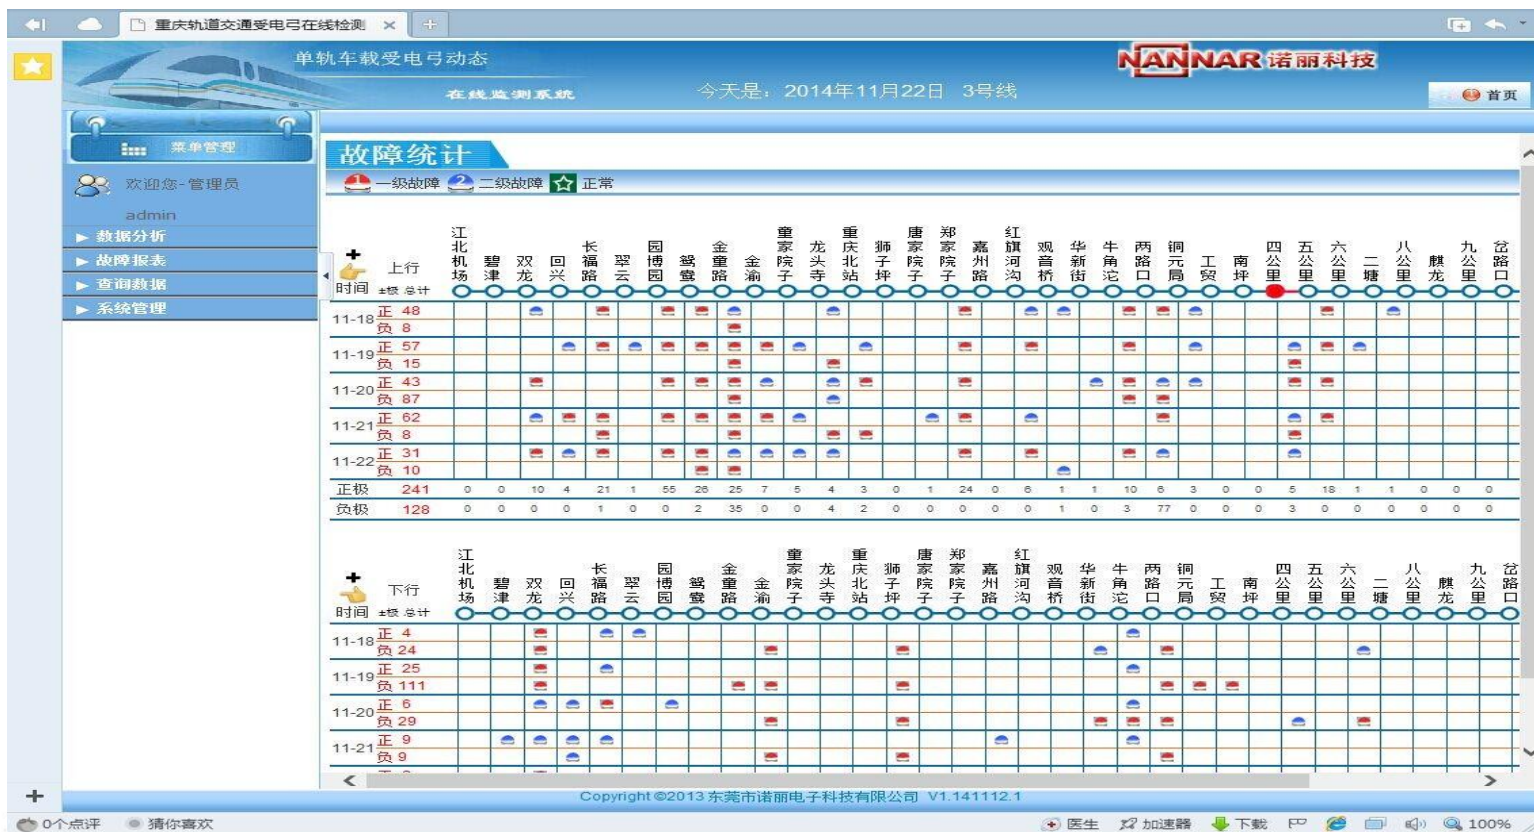 重庆轨道交通受电弓在线检测
单轨车载受电弓动态
在线监测系统
NANNAR 诺丽科技
今天是：2014年11月22日 3号线
首页
菜单管理
欢迎您-管理员
admin
数据分析
故障报表
查询数据
系统管理
故障统计
1 一级故障 2 二级故障 正常
上行
时间 ±极 总计
江北机场 碧津 双龙 回兴 长福路 翠云 园博园 鸳鸯 金童路 金渝 童家院子 龙头寺 重庆北站 狮子坪 唐家院子 郑家院子 嘉州路 红旗河沟 观音桥 华新街 牛角沱 两路口 铜元局 工贸 南坪 四公里 五公里 六公里 二塘 八公里 麒龙 九公里 岔路口
11-18 正 48
负 8
11-19 正 57
负 15
11-20 正 43
负 87
11-21 正 62
负 8
11-22 正 31
负 10
正极 241 0 0 10 4 21 1 55 26 25 7 5 4 3 0 1 24 0 6 1 1 10 6 3 0 0 5 18 1 1 0 0 0
负极 128 0 0 0 0 1 0 0 2 35 0 0 4 2 0 0 0 0 0 1 0 3 77 0 0 0 3 0 0 0 0 0 0
下行
时间 ±极 总计
江北机场 碧津 双龙 回兴 长福路 翠云 园博园 鸳鸯 金童路 金渝 童家院子 龙头寺 重庆北站 狮子坪 唐家院子 郑家院子 嘉州路 红旗河沟 观音桥 华新街 牛角沱 两路口 铜元局 工贸 南坪 四公里 五公里 六公里 二塘 八公里 麒龙 九公里 岔路口
11-18 正 4
负 24
11-19 正 25
负 111
11-20 正 6
负 29
11-21 正 9
负 9
Copyright ©2013 东莞市诺丽电子科技有限公司 V1.141112.1
0个点评 猜你喜欢 医生 加速器 下载 100%